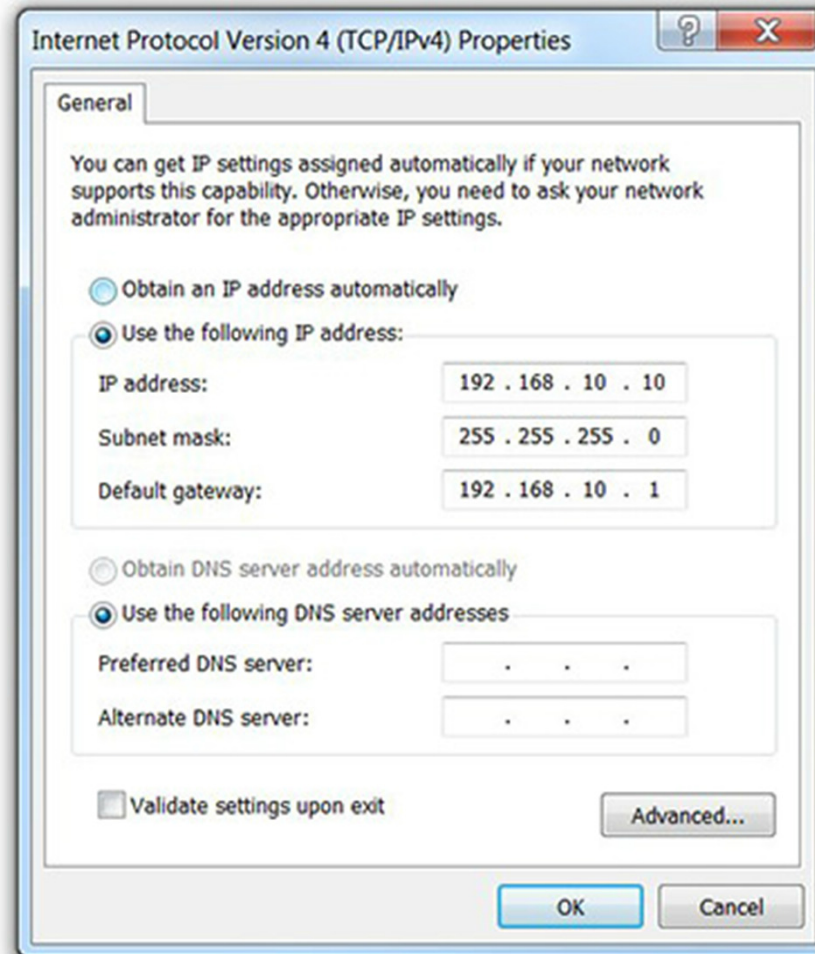 Internet Protocol Version 4 (TCP/IPv4) Properties
General
You can get IP settings assigned automatically if your network
supports this capability. Otherwise, you need to ask your network
administrator for the appropriate IP settings.
Obtain an IP address automatically
Use the following IP address:
IP address: 192 . 168 . 10 . 10
Subnet mask: 255 . 255 . 255 . 0
Default gateway: 192 . 168 . 10 . 1
Obtain DNS server address automatically
Use the following DNS server addresses
Preferred DNS server: . . .
Alternate DNS server: . . .
Validate settings upon exit
Advanced...
OK Cancel